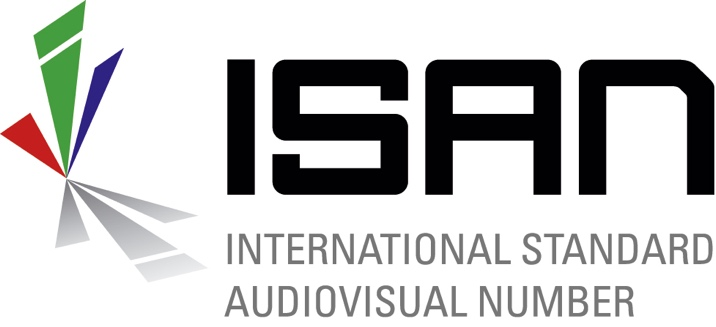 ISAN
INTERNATIONAL STANDARD
AUDIOVISUAL NUMBER